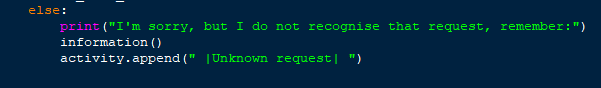 else:
print("I'm sorry, but I do not recognise that request, remember:")
information()
activity.append(" |Unknown request| ")